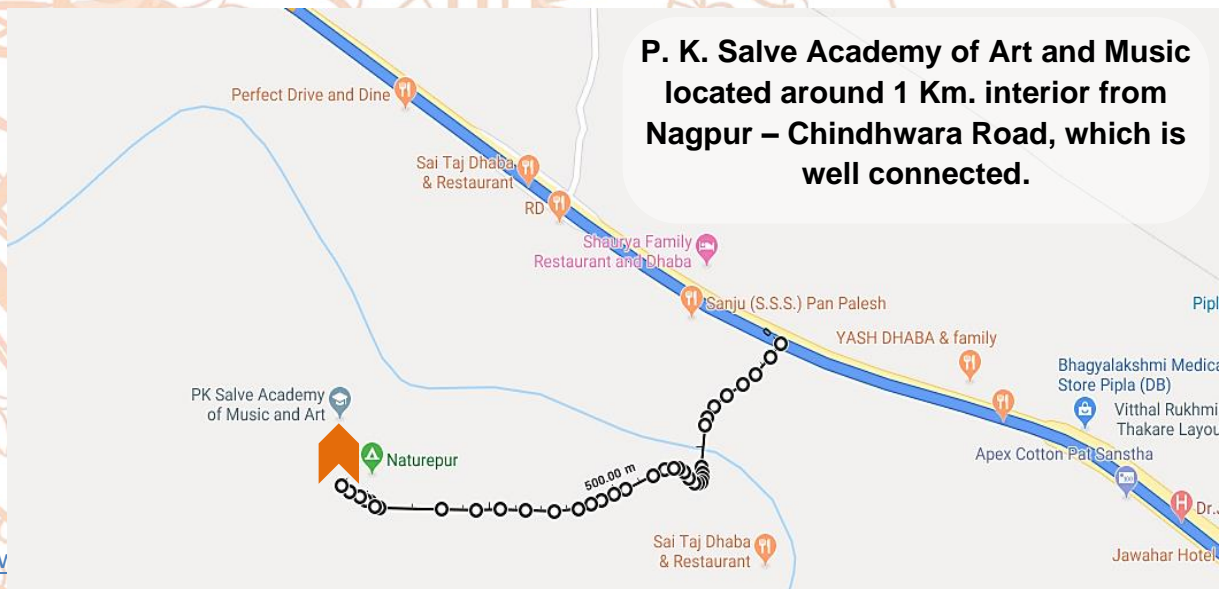 P. K. Salve Academy of Art and Music
located around 1 Km. interior from
Nagpur – Chindhwara Road, which is
well connected.
Perfect Drive and Dine
Sai Taj Dhaba
& Restaurant
RD
Shaurya Family
Restaurant and Dhaba
Sanju (S.S.S.) Pan Palesh
Pipl
0
YASH DHABA & family
Bhagyalakshmi Medica
Store Pipla (DB)
Vitthal Rukhmi
Thakare Layou
PK Salve Academy
of Music and Art
Naturepur
500.00 m
Apex Cotton Pat Sanstha
H
Dr.
Sai Taj Dhaba
& Restaurant
Jawahar Hotel